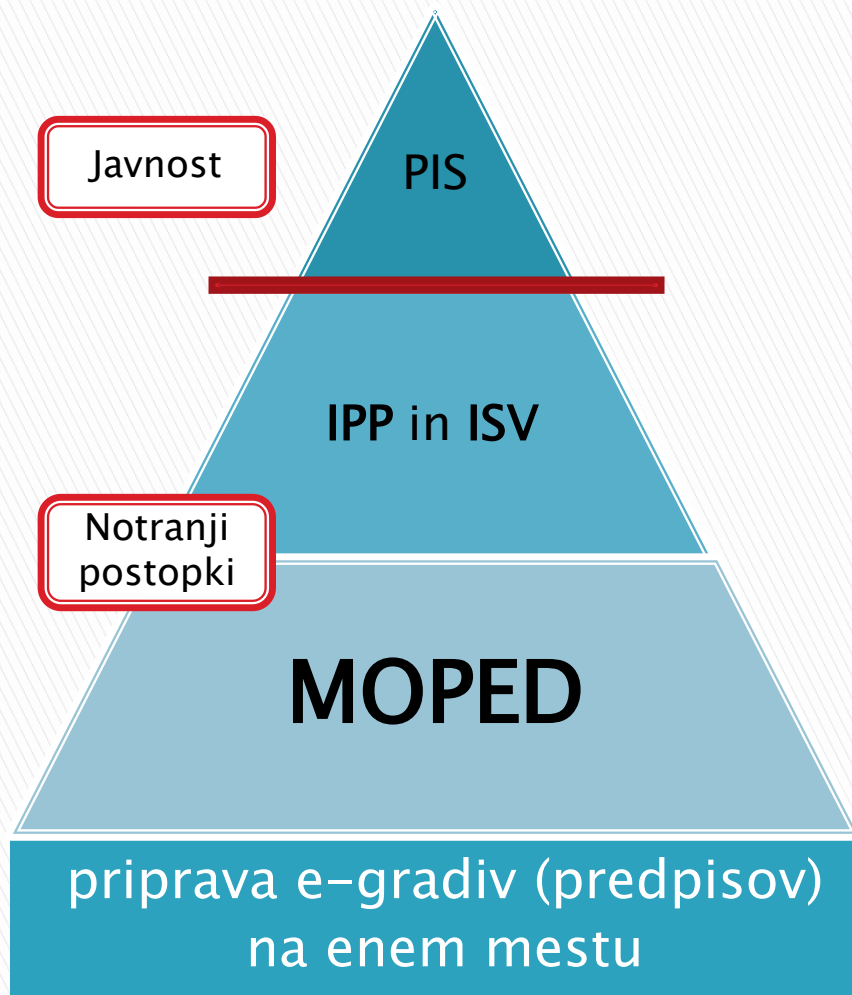 Javnost
PIS
IPP in ISV
Notranji
postopki
MOPED
priprava e-gradiv (predpisov)
na enem mestu